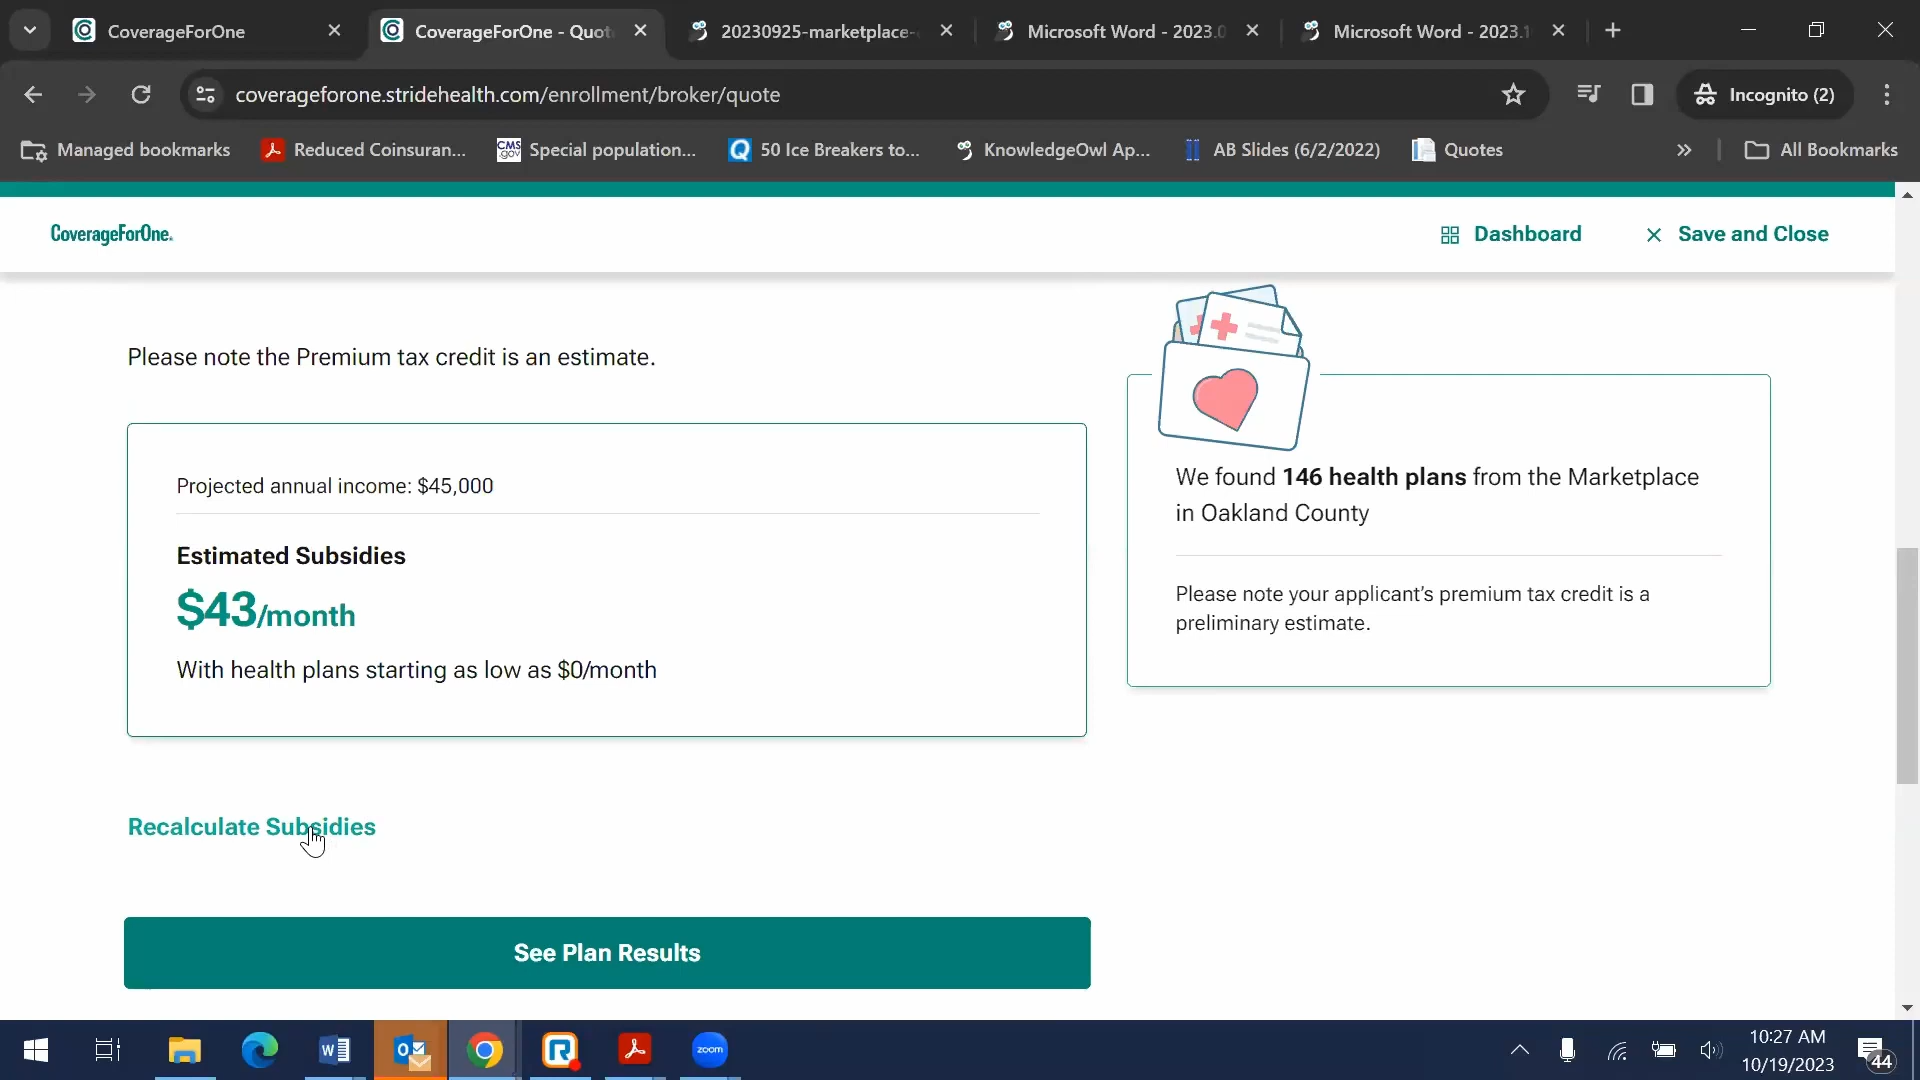 CoverageForOne
CoverageForOne - Quot
20230925-marketplace-
Microsoft Word - 2023.0
Microsoft Word - 2023.1
coverageforone.stridehealth.com/enrollment/broker/quote
Incognito (2)
Managed bookmarks
Reduced Coinsuran...
CMS .gov
Special population...
Q
50 Ice Breakers to...
KnowledgeOwl Ap...
AB Slides (6/2/2022)
Quotes
»
All Bookmarks
CoverageForOne.
Dashboard
Save and Close
Please note the Premium tax credit is an estimate.
Projected annual income: $45,000
Estimated Subsidies
$43/month
With health plans starting as low as $0/month
We found 146 health plans from the Marketplace
in Oakland County
Please note your applicant's premium tax credit is a
preliminary estimate.
Recalculate Subsidies
See Plan Results
zoom
10:27 AM
10/19/2023
44